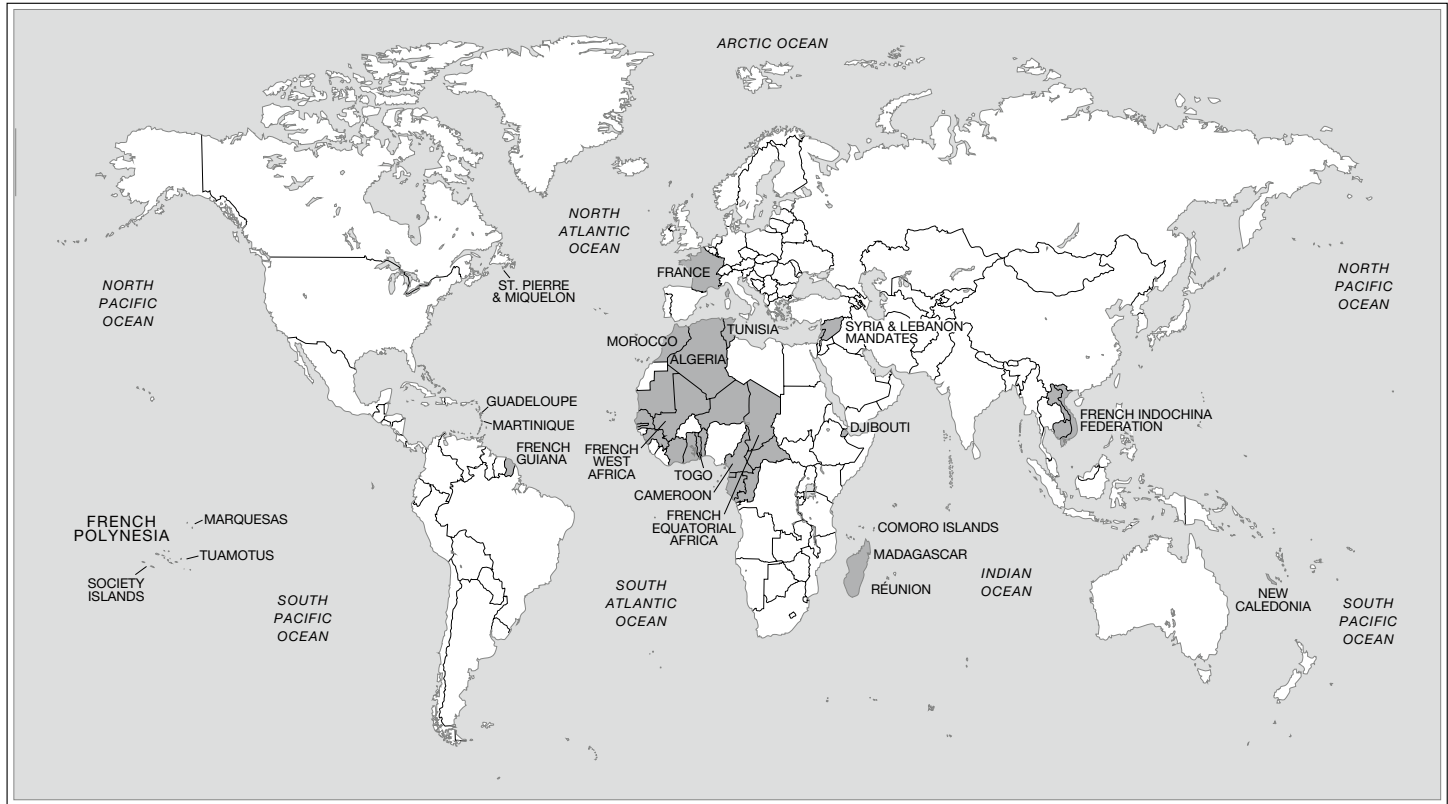 ARCTIC OCEAN
NORTH
ATLANTIC
OCEAN
NORTH
PACIFIC
OCEAN
NORTH
PACIFIC
OCEAN
ST. PIERRE
& MIQUELON
FRANCE
MOROCCO
TUNISIA
ALGERIA
SYRIA & LEBANON
MANDATES
GUADELOUPE
MARTINIQUE
FRENCH
GUIANA
FRENCH
WEST
AFRICA
TOGO
CAMEROON
FRENCH
EQUATORIAL
AFRICA
DJIBOUTI
FRENCH INDOCHINA
FEDERATION
FRENCH
POLYNESIA
MARQUESAS
TUAMOTUS
SOCIETY
ISLANDS
COMORO ISLANDS
MADAGASCAR
RÉUNION
INDIAN
OCEAN
SOUTH
PACIFIC
OCEAN
SOUTH
ATLANTIC
OCEAN
NEW
CALEDONIA
SOUTH
PACIFIC
OCEAN